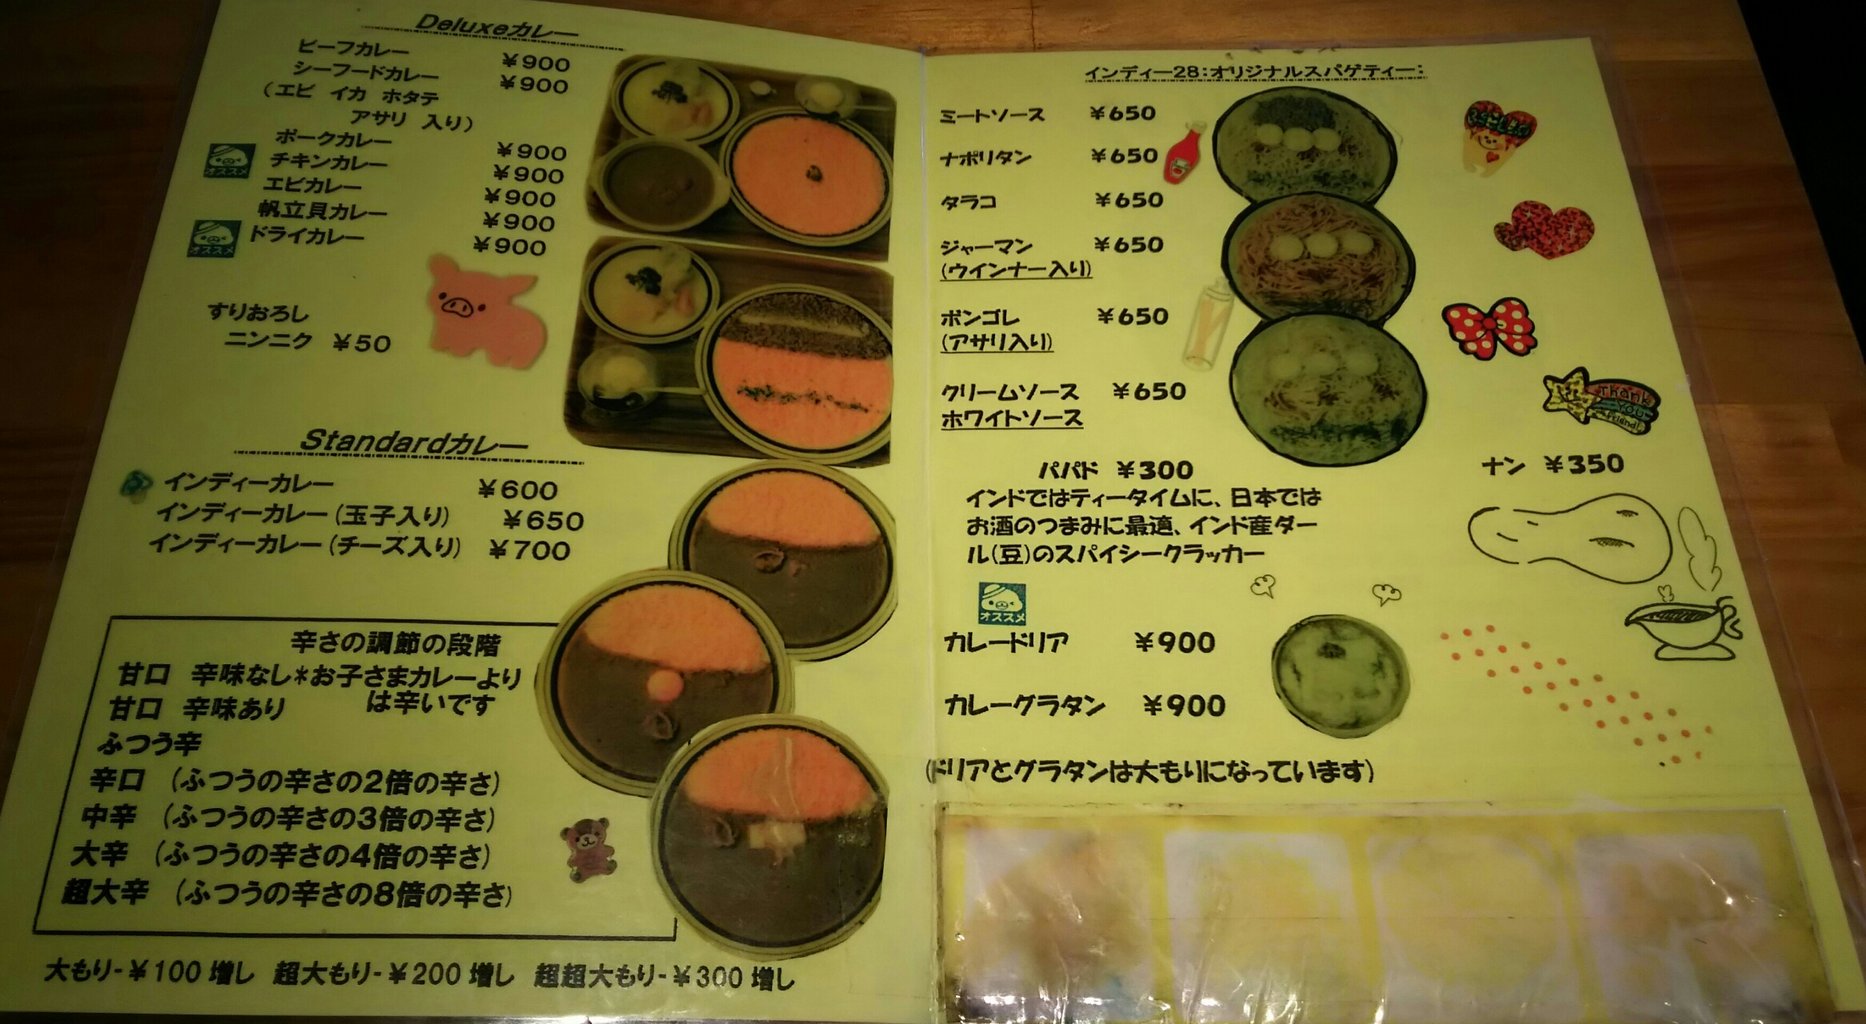 Deluxeカレー
ビーフカレー ¥900
シーフードカレー ¥900
(エビ イカ ホタテ
アサリ 入り)
ポークカレー ¥900
オススメ
チキンカレー ¥900
エビカレー ¥900
帆立貝カレー ¥900
オススメ
ドライカレー ¥900
すりおろし
ニンニク ¥50
Standardカレー
インディーカレー ¥600
インディーカレー(玉子入り) ¥650
インディーカレー(チーズ入り) ¥700
辛さの調節の段階
甘口 辛味なし*お子さまカレーより
は辛いです
甘口 辛味あり
ふつう辛
辛口 (ふつうの辛さの2倍の辛さ)
中辛 (ふつうの辛さの3倍の辛さ)
大辛 (ふつうの辛さの4倍の辛さ)
超大辛 (ふつうの辛さの8倍の辛さ)
大もり-¥100増し 超大もり-¥200増し 超超大もり-¥300増し
インディー28:オリジナルスパゲティー:
ミートソース ¥650
ナポリタン ¥650
タラコ ¥650
ジャーマン ¥650
(ウインナー入り)
ボンゴレ ¥650
(アサリ入り)
クリームソース ¥650
ホワイトソース
Thank
YOU
Friend!
パパド ¥300
インドではティータイムに、日本では
お酒のつまみに最適、インド産ダー
ル(豆)のスパイシークラッカー
ナン ¥350
オススメ
カレードリア ¥900
カレーグラタン ¥900
(ドリアとグラタンは大もりになっています)